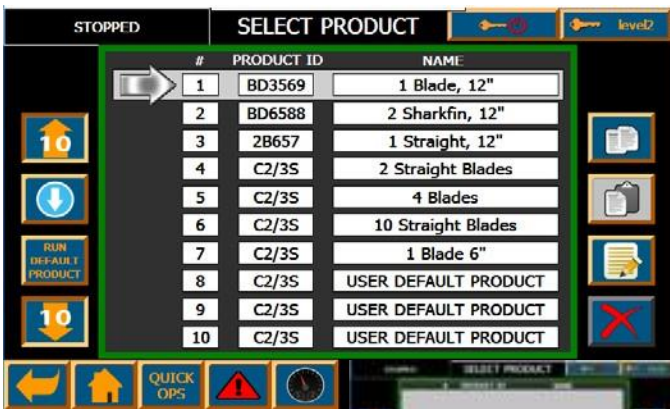 STOPPED SELECT PRODUCT level2
# PRODUCT ID NAME
1 BD3569 1 Blade, 12"
2 BD6588 2 Sharkfin, 12"
3 2B657 1 Straight, 12"
4 C2/3S 2 Straight Blades
5 C2/3S 4 Blades
6 C2/3S 10 Straight Blades
7 C2/3S 1 Blade 6"
8 C2/3S USER DEFAULT PRODUCT
9 C2/3S USER DEFAULT PRODUCT
10 C2/3S USER DEFAULT PRODUCT
10
RUN
DEFAULT
PRODUCT
10
QUICK
OPS
SELECT PRODUCT